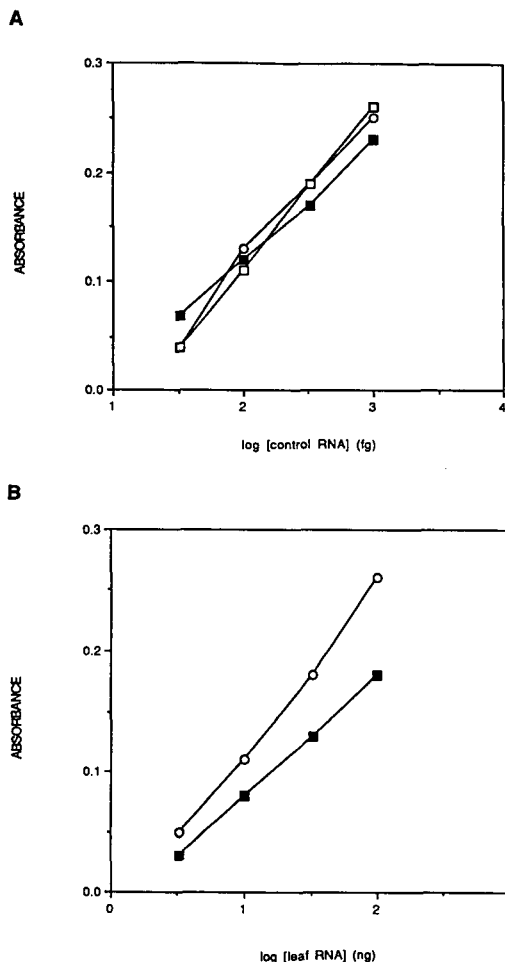 A
0.3
0.2
0.1
0.0
ABSORBANCE
1
2
3
4
log [control RNA] (fg)
B
0.3
0.2
0.1
0.0
ABSORBANCE
0
1
2
log [leaf RNA] (ng)